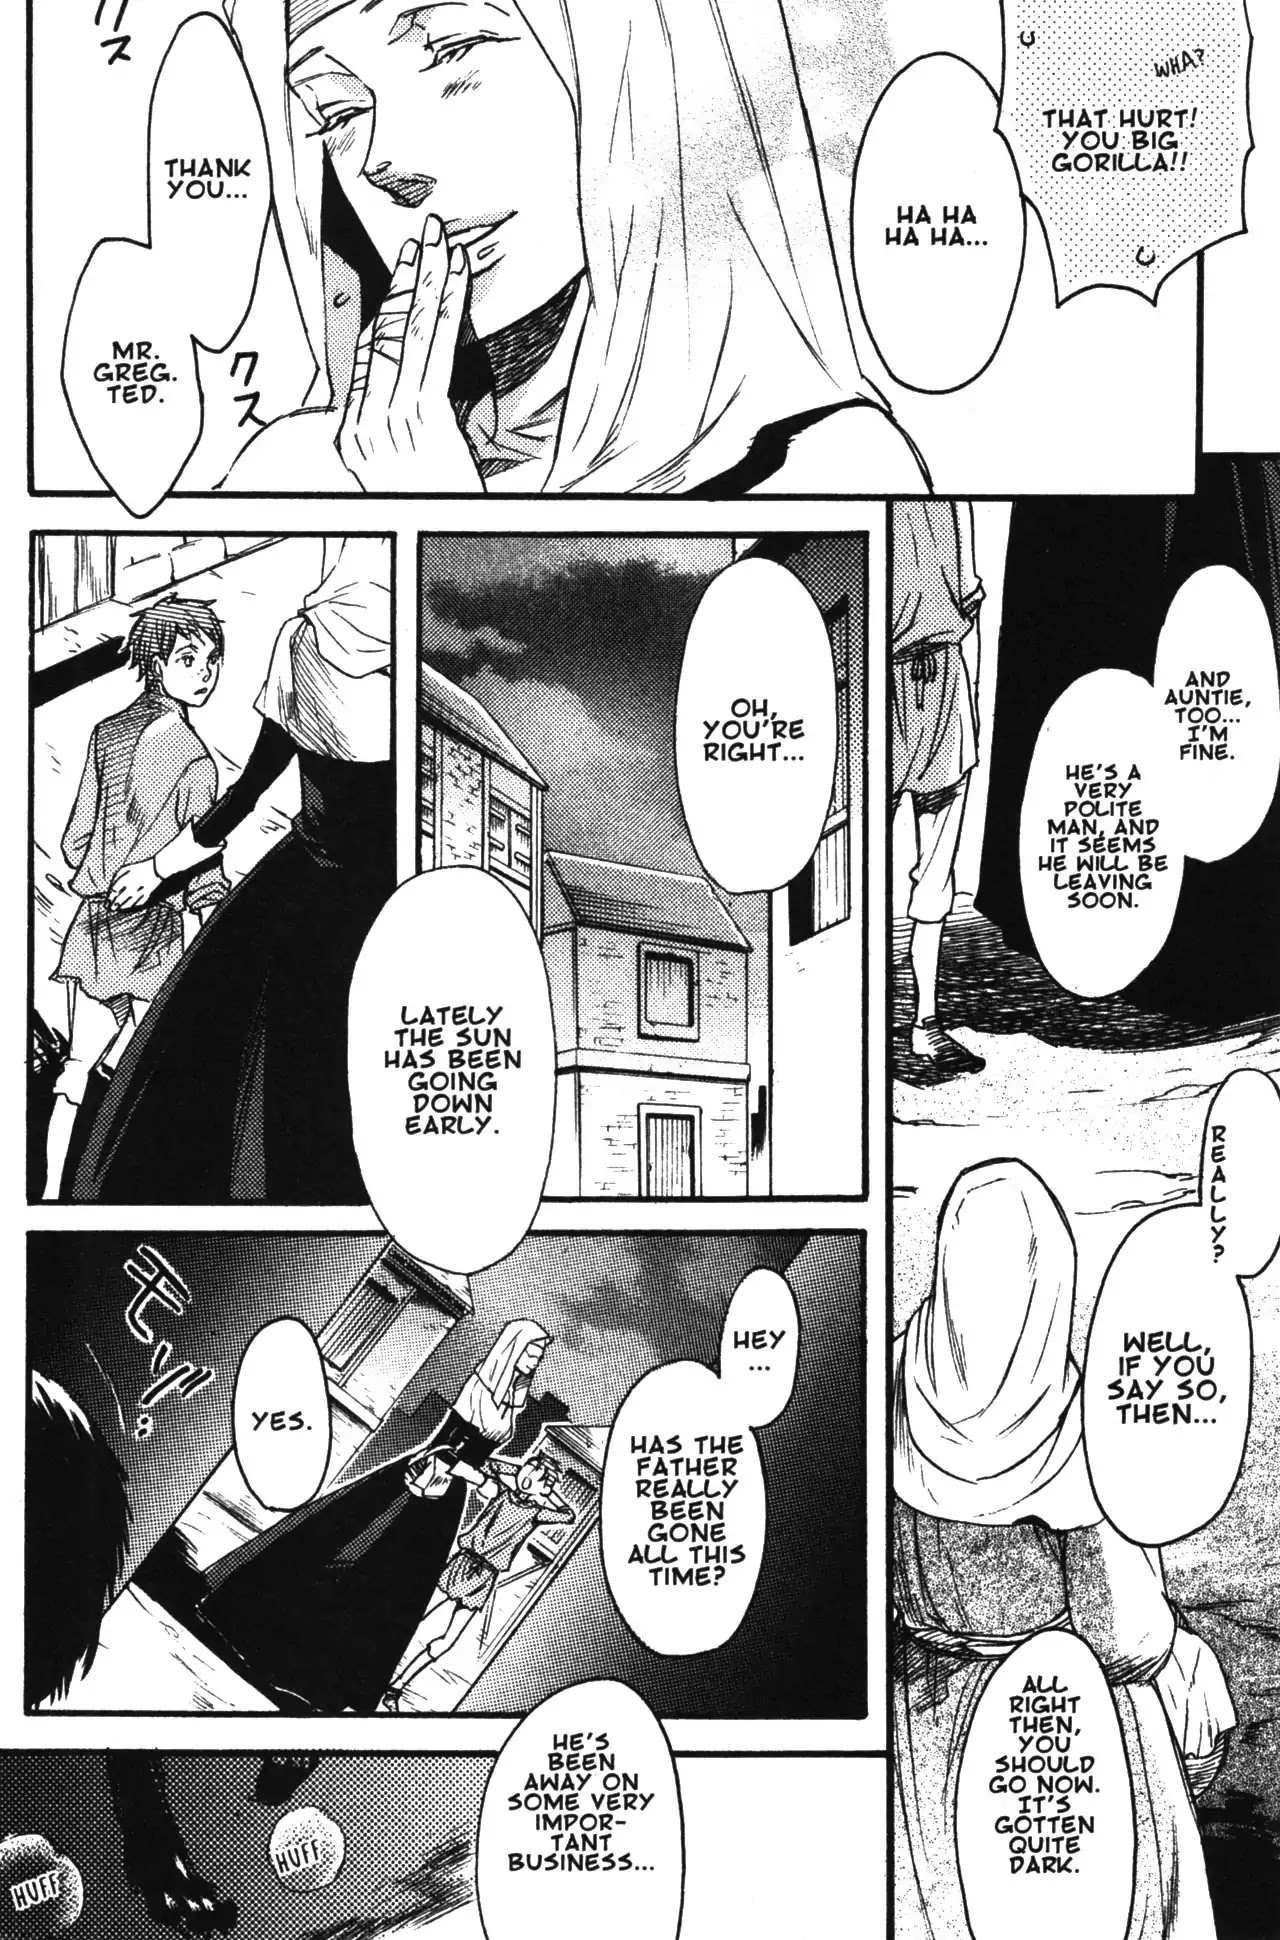 WHA?
THAT HURT!
YOU BIG
GORILLA!!
HA HA
HA HA...
THANK
YOU...
MR.
GREG.
TED.
クス
クス
AND
AUNTIE,
TOO...
I'M
FINE.
HE'S A
VERY
POLITE
MAN, AND
IT SEEMS
HE WILL BE
LEAVING
SOON.
REALLY?
WELL,
IF YOU
SAY SO,
THEN...
ALL
RIGHT
THEN,
YOU
SHOULD
GO NOW.
IT'S
GOTTEN
QUITE
DARK.
OH,
YOU'RE
RIGHT...
LATELY
THE SUN
HAS BEEN
GOING
DOWN
EARLY.
HEY
...
HAS THE
FATHER
REALLY
BEEN
GONE
ALL THIS
TIME?
YES.
モゾ…
HE'S
BEEN
AWAY ON
SOME VERY
IMPOR-
TANT
BUSINESS...
HUFF
HUFF